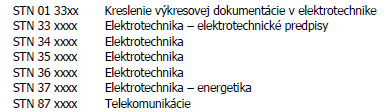 STN 01 33xx Kreslenie výkresovej dokumentácie v elektrotechnike
STN 33 xxxx Elektrotechnika – elektrotechnické predpisy
STN 34 xxxx Elektrotechnika
STN 35 xxxx Elektrotechnika
STN 36 xxxx Elektrotechnika
STN 37 xxxx Elektrotechnika – energetika
STN 87 xxxx Telekomunikácie